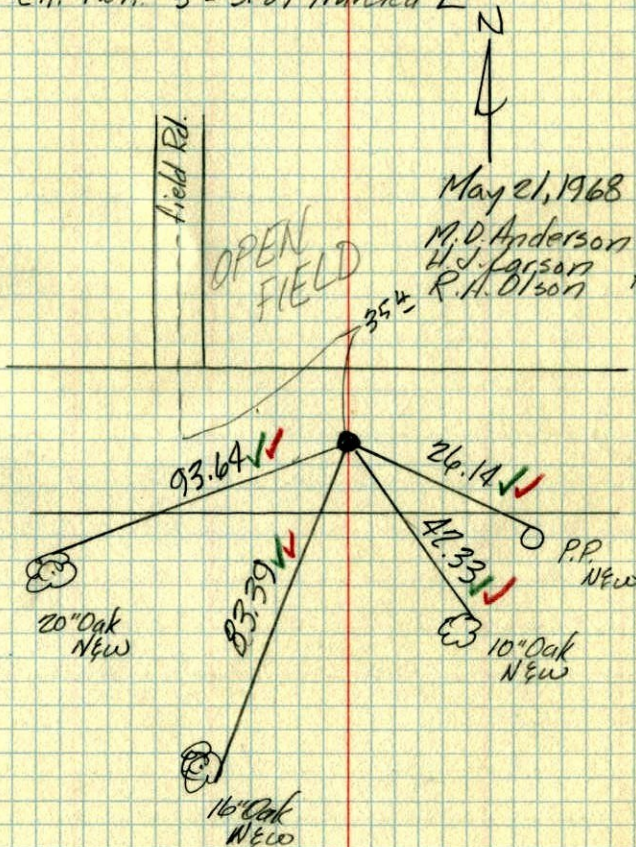 N
May 21, 1968
M.D. Anderson
H.J. Larson
R.H. Olson
Field Rd.
OPEN
FIELD
35±
93.64
26.14
42.33
83.39
P.P.
New
20" Oak
New
10" Oak
New
16" Oak
New